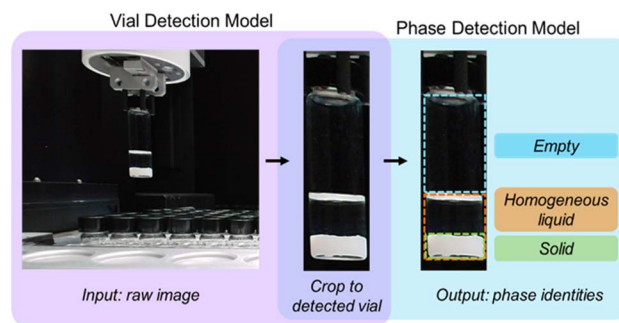 Vial Detection Model
Phase Detection Model
Empty
Homogeneous
liquid
Solid
Input: raw image
Crop to
detected vial
Output: phase identities